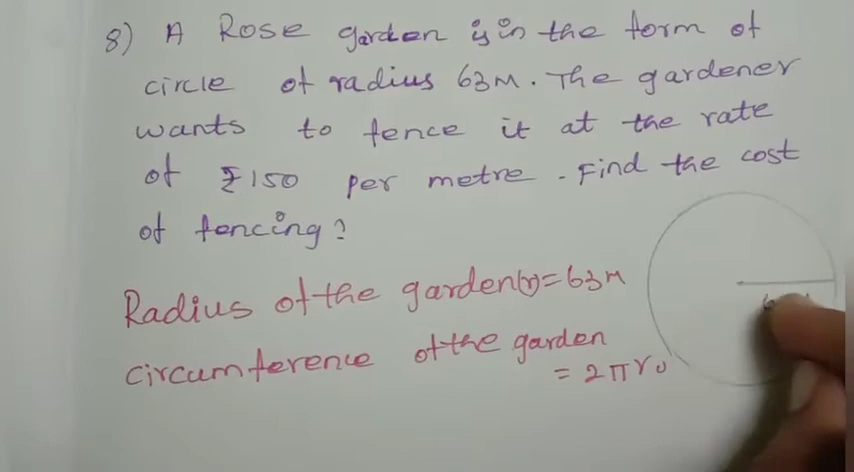 8) A Rose garden is in the form of
circle of radius 63M. The gardener
wants to fence it at the rate
of ₹150 per metre. Find the cost
of fencing?
Radius of the garden(r)=63M
circumference of the garden
= 2πr